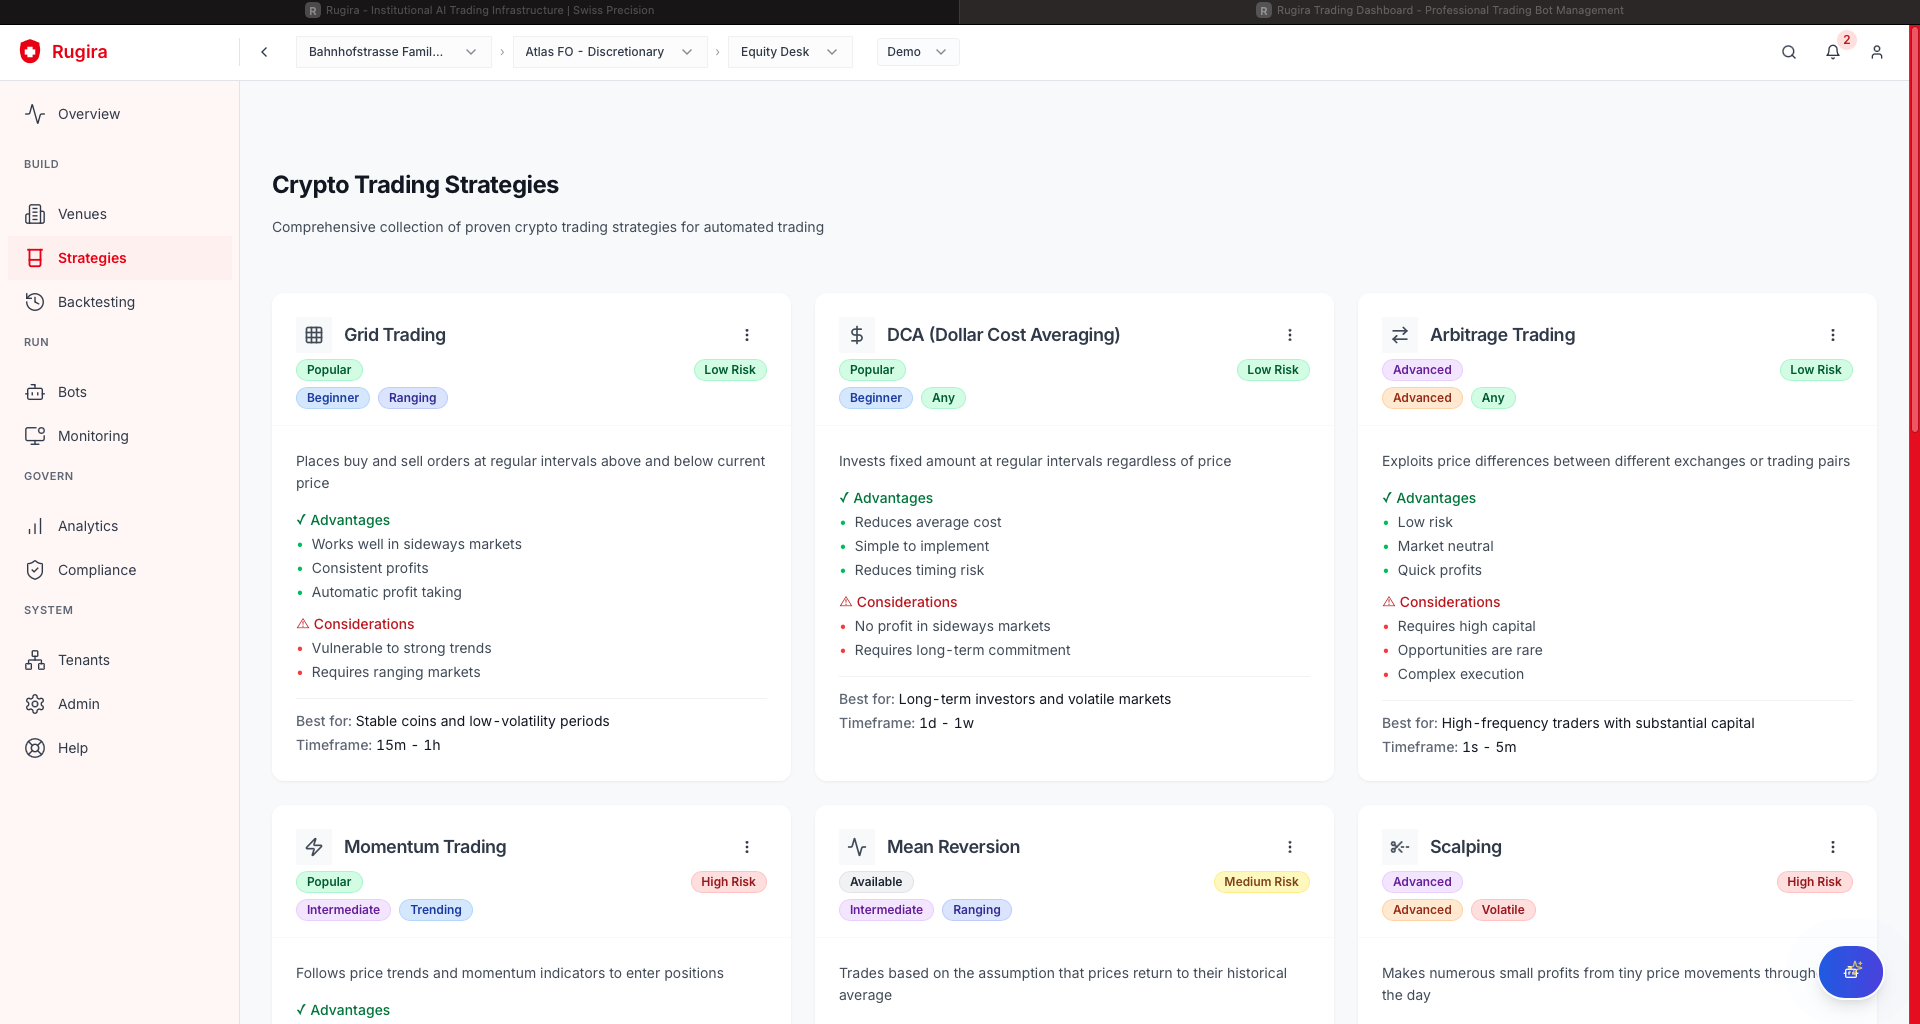 R Rugira - Institutional AI Trading Infrastructure | Swiss Precision
R Rugira Trading Dashboard - Professional Trading Bot Management
Rugira
Bahnhofstrasse Famil...
Atlas FO - Discretionary
Equity Desk
Demo
2
Overview
BUILD
Venues
Strategies
Backtesting
RUN
Bots
Monitoring
GOVERN
Analytics
Compliance
SYSTEM
Tenants
Admin
Help
Crypto Trading Strategies
Comprehensive collection of proven crypto trading strategies for automated trading
Grid Trading
Popular
Low Risk
Beginner
Ranging
Places buy and sell orders at regular intervals above and below current
price
✓ Advantages
• Works well in sideways markets
• Consistent profits
• Automatic profit taking
⚠ Considerations
• Vulnerable to strong trends
• Requires ranging markets
Best for: Stable coins and low-volatility periods
Timeframe: 15m - 1h
DCA (Dollar Cost Averaging)
Popular
Low Risk
Beginner
Any
Invests fixed amount at regular intervals regardless of price
✓ Advantages
• Reduces average cost
• Simple to implement
• Reduces timing risk
⚠ Considerations
• No profit in sideways markets
• Requires long-term commitment
Best for: Long-term investors and volatile markets
Timeframe: 1d - 1w
Arbitrage Trading
Advanced
Low Risk
Advanced
Any
Exploits price differences between different exchanges or trading pairs
✓ Advantages
• Low risk
• Market neutral
• Quick profits
⚠ Considerations
• Requires high capital
• Opportunities are rare
• Complex execution
Best for: High-frequency traders with substantial capital
Timeframe: 1s - 5m
Momentum Trading
Popular
High Risk
Intermediate
Trending
Follows price trends and momentum indicators to enter positions
✓ Advantages
Mean Reversion
Available
Medium Risk
Intermediate
Ranging
Trades based on the assumption that prices return to their historical
average
Scalping
Advanced
High Risk
Advanced
Volatile
Makes numerous small profits from tiny price movements through
the day